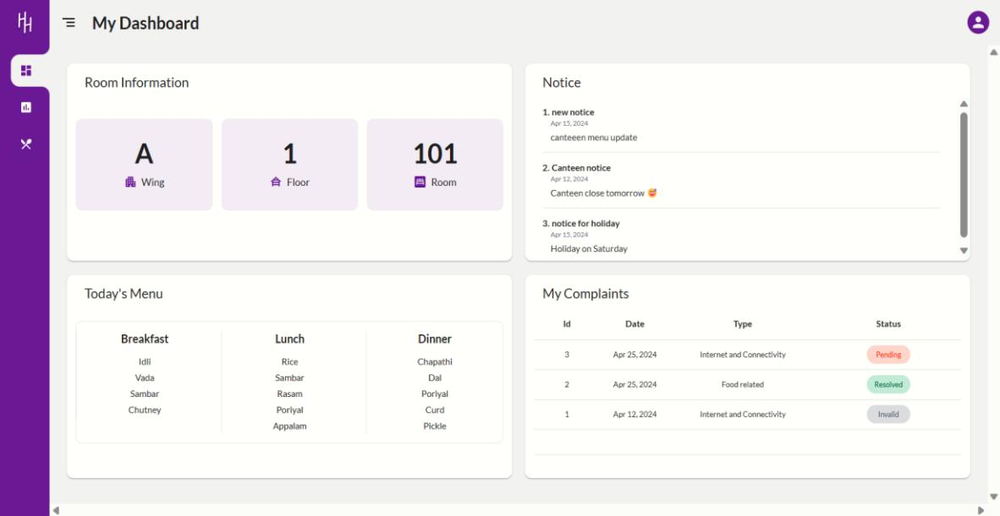 HH
My Dashboard
Room Information
A
Wing
1
Floor
101
Room
Notice
1. new notice
Apr 15, 2024
canteeen menu update
2. Canteen notice
Apr 12, 2024
Canteen close tomorrow 😅
3. notice for holiday
Apr 15, 2024
Holiday on Saturday
Today's Menu
Breakfast Lunch Dinner
Idli Rice Chapathi
Vada Sambar Dal
Sambar Rasam Poriyal
Chutney Poriyal Curd
Appalam Pickle
My Complaints
Id Date Type Status
3 Apr 25, 2024 Internet and Connectivity Pending
2 Apr 25, 2024 Food related Resolved
1 Apr 12, 2024 Internet and Connectivity Invalid